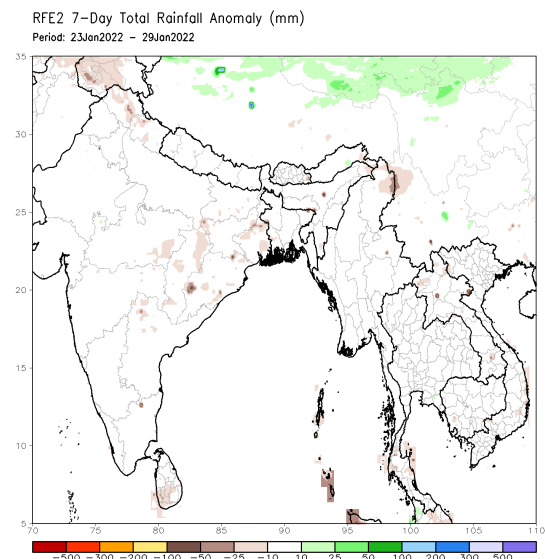 RFE2 7-Day Total Rainfall Anomaly (mm)
Period: 23Jan2022 - 29Jan2022
35
30
25
20
15
10
5
70 75 80 85 90 95 100 105 110
-500 -300 -200 -100 -50 -25 -10 10 25 50 100 200 300 500